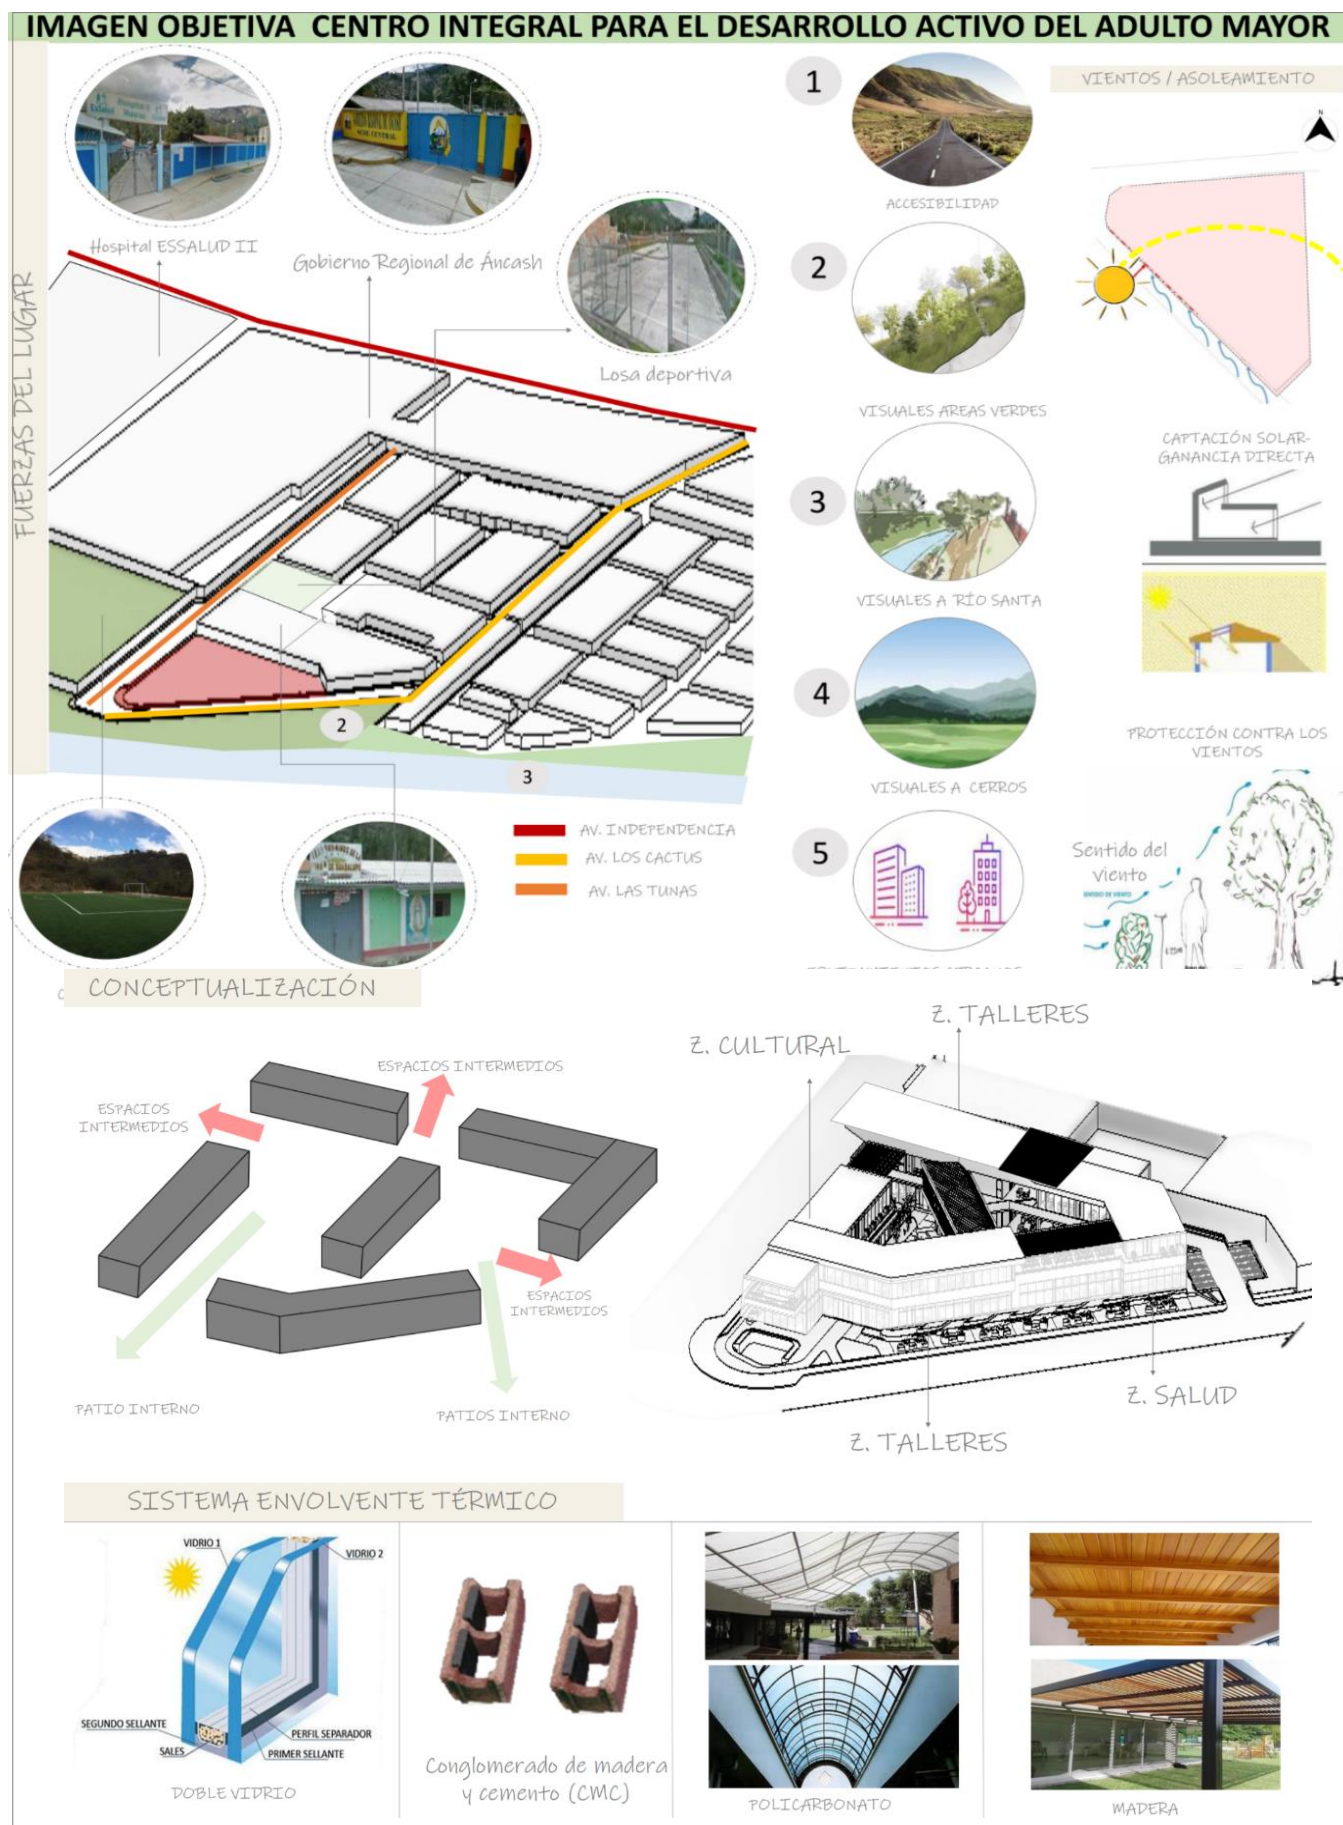 IMAGEN OBJETIVA CENTRO INTEGRAL PARA EL DESARROLLO ACTIVO DEL ADULTO MAYOR
FUERZAS DEL LUGAR
Hospital ESSALUD II
Gobierno Regional de Áncash
SEDE CENTRAL
Losa deportiva
2
3
AV. INDEPENDENCIA
AV. LOS CACTUS
AV. LAS TUNAS
1
ACCESIBILIDAD
2
VISUALES AREAS VERDES
3
VISUALES A RÍO SANTA
4
VISUALES A CERROS
5
VIENTOS / ASOLEAMIENTO
N
CAPTACIÓN SOLAR-
GANANCIA DIRECTA
PROTECCIÓN CONTRA LOS
VIENTOS
Sentido del
viento
SENTIDO DE VIENTO
CONCEPTUALIZACIÓN
ESPACIOS INTERMEDIOS
ESPACIOS
INTERMEDIOS
ESPACIOS
INTERMEDIOS
PATIO INTERNO
PATIOS INTERNO
Z. TALLERES
Z. CULTURAL
Z. SALUD
Z. TALLERES
SISTEMA ENVOLVENTE TÉRMICO
VIDRIO 1
VIDRIO 2
SEGUNDO SELLANTE
SALES
PERFIL SEPARADOR
PRIMER SELLANTE
DOBLE VIDRIO
Conglomerado de madera
y cemento (CMC)
POLICARBONATO
MADERA